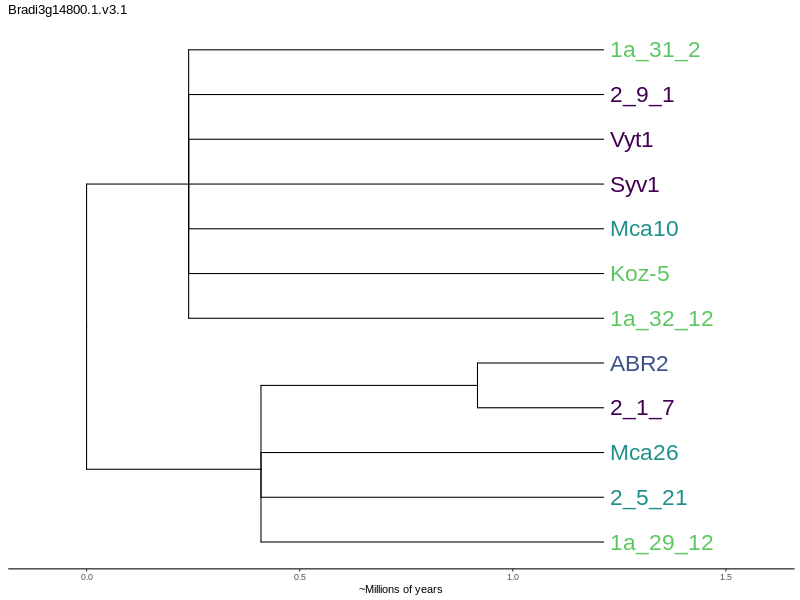 Bradi3g14800.1.v3.1
1a_31_2
2_9_1
Vyt1
Syv1
Mca10
Koz-5
1a_32_12
ABR2
2_1_7
Mca26
2_5_21
1a_29_12
0.0 0.5 1.0 1.5
~Millions of years